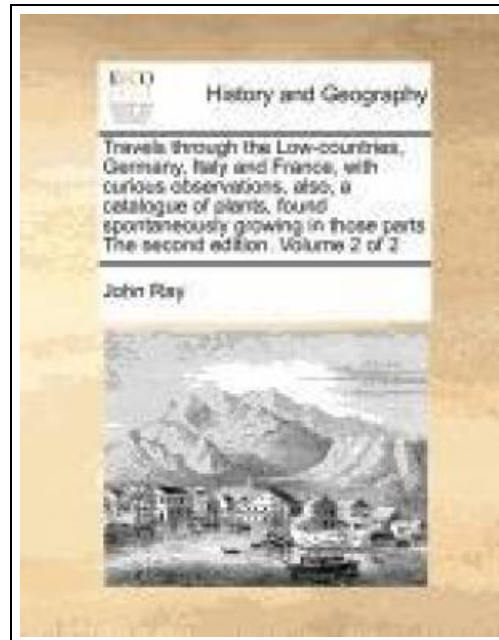 ECCO
History and Geography
Travels through the Low-countries,
Germany, Italy and France, with
curious observations, also, a
catalogue of plants, found
spontaneously growing in those parts
The second edition. Volume 2 of 2
John Ray